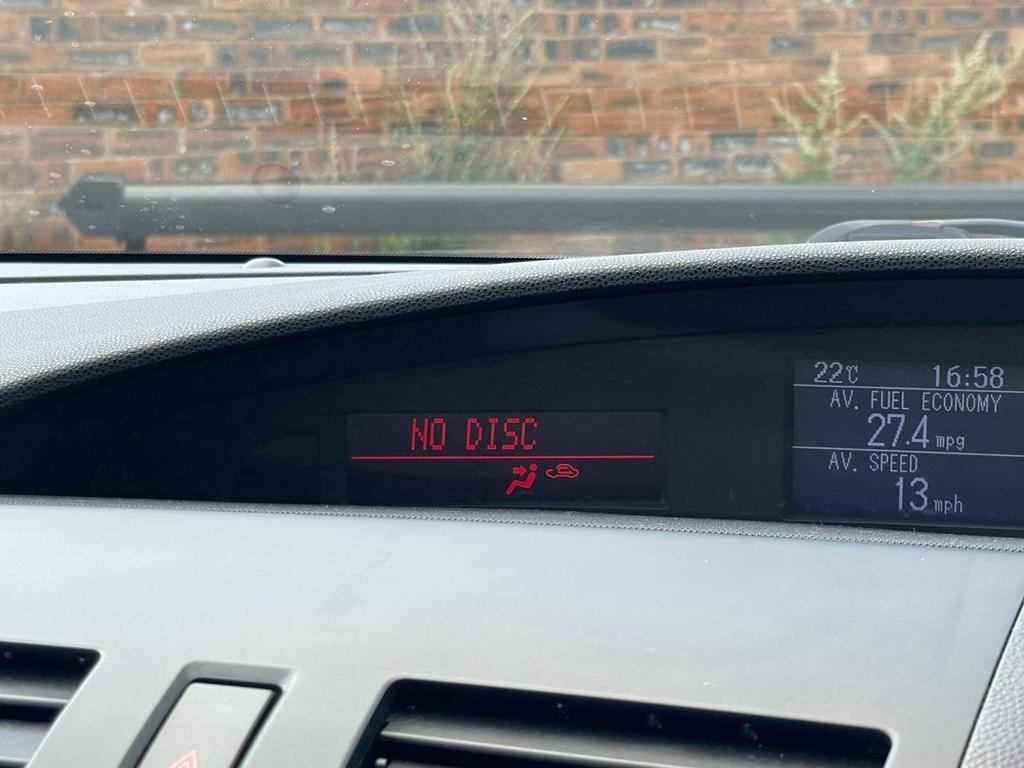 NO DISC
22℃ 16:58
AV. FUEL ECONOMY
27.4 mpg
AV. SPEED
13 mph